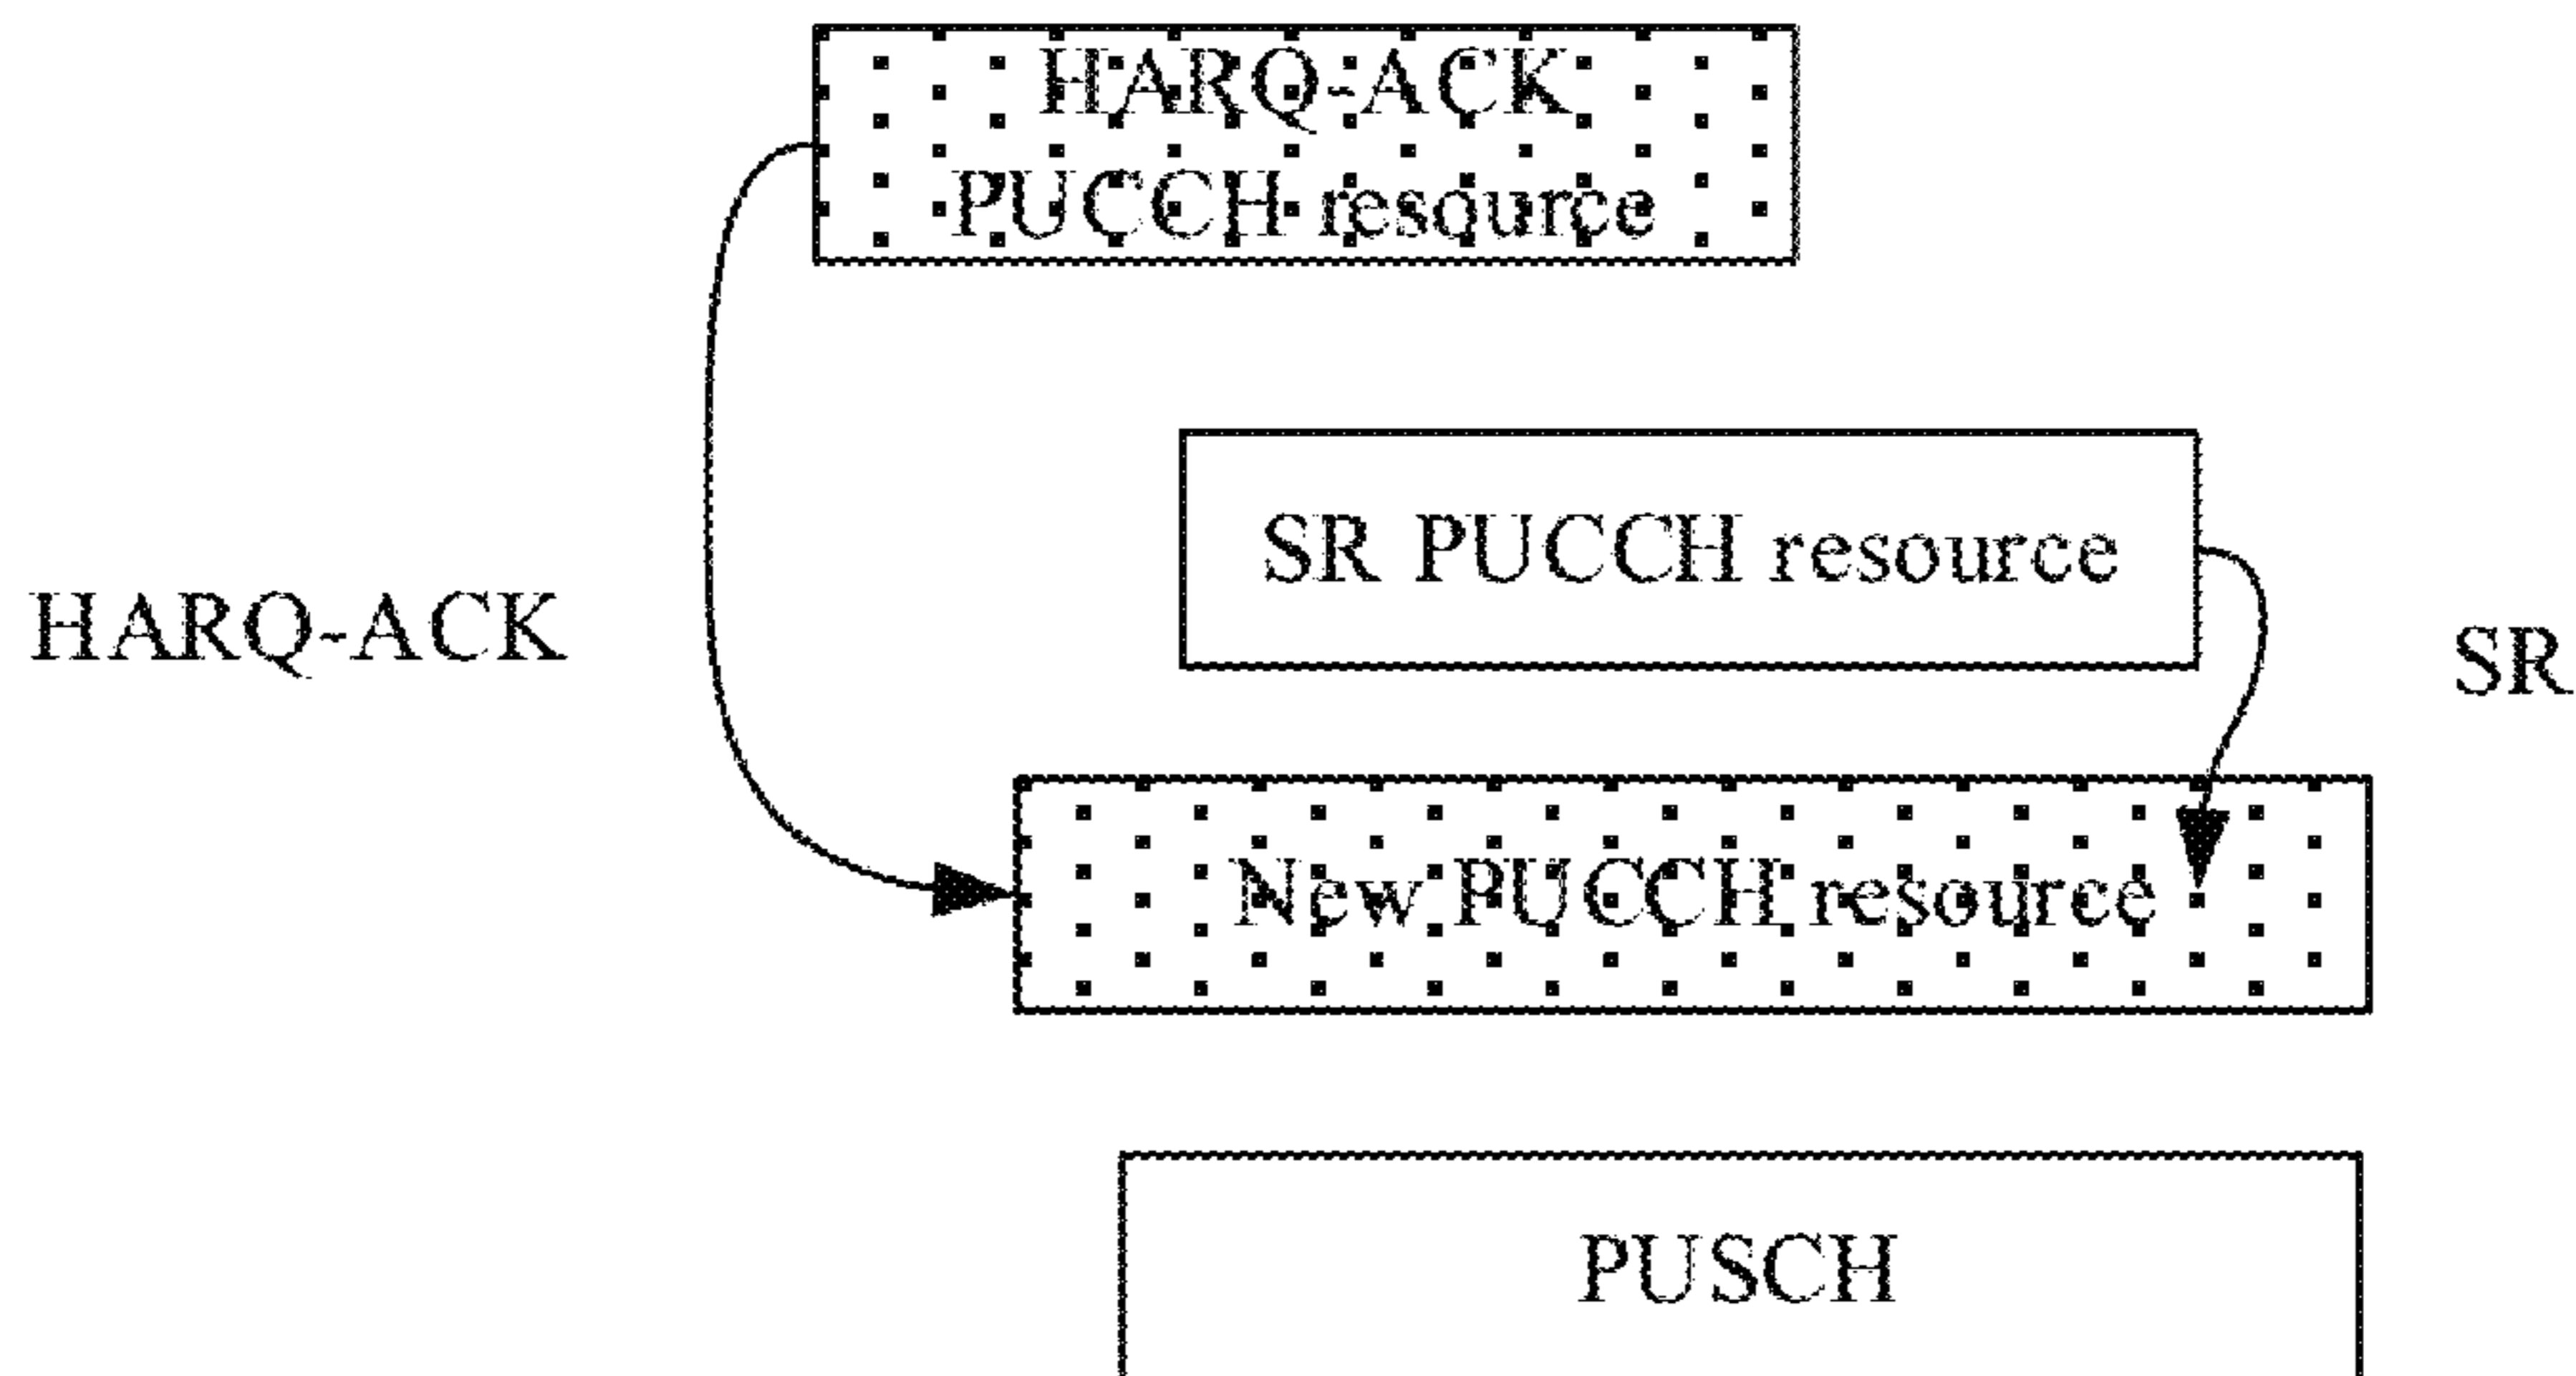 HARQ-ACK
PUCCH resource
SR PUCCH resource
HARQ-ACK
SR
New PUCCH resource
PUSCH